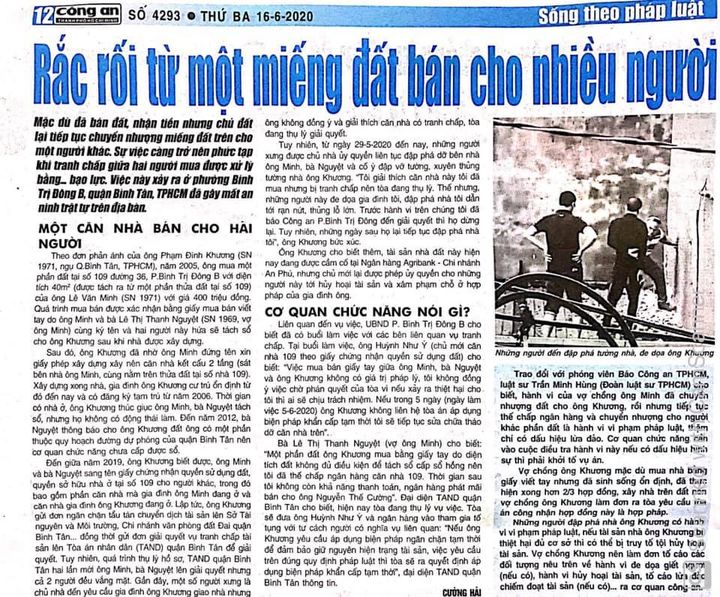 12 công an
THÀNH PHỐ HỒ CHÍ MINH
SỐ 4293 ● THỨ BA 16-6-2020
Sống theo pháp luật
Rắc rối từ một miếng đất bán cho nhiều người
Mặc dù đã bán đất, nhận tiền nhưng chủ đất
lại tiếp tục chuyển nhượng miếng đất trên cho
một người khác. Sự việc càng trở nên phức tạp
khi tranh chấp giữa hai người mua được xử lý
bằng... bạo lực. Việc này xảy ra ở phường Bình
Trị Đông B, quận Bình Tân, TPHCM đã gây mất an
ninh trật tự trên địa bàn.
MỘT CĂN NHÀ BÁN CHO HAI
NGƯỜI
Theo đơn phản ánh của ông Phạm Đình Khương (SN
1971, ngụ Q.Bình Tân, TPHCM), năm 2005, ông mua một
phần đất tại số 109 đường 36, P.Bình Trị Đông B với diện
tích 40m² (được tách ra từ một phần thửa đất tại số 109)
của ông Lê Văn Minh (SN 1971) với giá 400 triệu đồng.
Quá trình mua bán được xác nhận bằng giấy mua bán viết
tay do ông Minh và bà Lê Thị Thanh Nguyệt (SN 1969, vợ
ông Minh) cùng ký tên và hai người này hứa sẽ tách sổ
cho ông Khương sau khi nhà được xây dựng.
Sau đó, ông Khương đã nhờ ông Minh đứng tên xin
giấy phép xây dựng xây nên căn nhà kết cấu 2 tầng (sát
bên nhà ông Minh, cùng nằm trên thửa đất tại số nhà 109).
Xây dựng xong nhà, gia đình ông Khương cư trú ổn định từ
đó đến nay và có đăng ký tạm trú từ năm 2006. Thời gian
có nhà ở, ông Khương thúc giục ông Minh, bà Nguyệt tách
sổ, nhưng họ không có động thái làm. Đến năm 2012, bà
Nguyệt thông báo cho ông Khương đất ông có một phần
thuộc quy hoạch đường dự phóng của quận Bình Tân nên
cơ quan chức năng chưa cấp được sổ.
Đến giữa năm 2019, ông Khương biết được, ông Minh
và bà Nguyệt sang tên giấy chứng nhận quyền sử dụng đất,
quyền sở hữu nhà ở tại số 109 cho người khác, trong đó
bao gồm phần căn nhà mà gia đình ông Minh đang ở và
căn nhà gia đình ông Khương đang ở. Lập tức, ông Khương
gửi đơn ngăn chặn tẩu tán chuyển dịch tài sản lên Sở Tài
nguyên và Môi trường, Chi nhánh văn phòng đất Đai quận
Bình Tân... đồng thời gửi đơn giải quyết vụ tranh chấp tài
sản lên Tòa án nhân dân (TAND) quận Bình Tân để giải
quyết. Tuy nhiên, quá trình thụ lý hồ sơ, TAND quận Bình
Tân hai lần mời ông Minh, bà Nguyệt lên giải quyết nhưng
cả 2 người đều vắng mặt. Gần đây, một số người xưng là
chủ nhà đến yêu cầu gia đình ông Khương giao nhà nhưng
ông không đồng ý và giải thích căn nhà có tranh chấp, tòa
đang thụ lý giải quyết.
Tuy nhiên, từ ngày 29-5-2020 đến nay, những người
xưng được chủ nhà ủy quyền liên tục đập phá dỡ bên nhà
ông Minh, bà Nguyệt và cố ý đập vỡ tường, xuyên thủng
tường nhà ông Khương. "Tôi giải thích căn nhà này tôi đã
mua nhưng bị tranh chấp nên tòa đang thụ lý. Thế nhưng,
những người này đe dọa gia đình tôi, đập phá nhà tôi dẫn
tới rạn nứt, thủng lỗ lớn. Trước hành vi trên chúng tôi đã
báo Công an P.Bình Trị Đông B đến giải quyết thì họ dừng
lại. Tuy nhiên, những ngày sau họ lại tiếp tục đập phá nhà
tôi", ông Khương bức xúc.
Ông Khương cho biết thêm, tài sản nhà đất này hiện
nay đang được cầm cố tại Ngân hàng Agribank - Chi nhánh
An Phú, nhưng chủ mới lại được phép ủy quyền cho những
người này tới hủy hoại tài sản và xâm phạm chỗ ở hợp
pháp của gia đình ông.
CƠ QUAN CHỨC NĂNG NÓI GÌ?
Liên quan đến vụ việc, UBND P. Bình Trị Đông B cho
biết đã có buổi làm việc với các bên liên quan vụ tranh
chấp. Tại buổi làm việc, ông Huỳnh Như Ý (chủ mới căn
nhà 109 theo giấy chứng nhận quyền sử dụng đất) cho
biết: "Việc mua bán giấy tay giữa ông Minh, bà Nguyệt
và ông Khương không có giá trị pháp lý, tôi không đồng
ý việc chờ phán quyết của tòa vì nếu xảy ra thiệt hại cho
tôi thì ai sẽ chịu trách nhiệm. Nếu trong 5 ngày (ngày làm
việc 5-6-2020) ông Khương không liên hệ tòa án áp dụng
biện pháp khẩn cấp tạm thời tôi sẽ tiếp tục sửa chữa tháo
dỡ căn nhà trên".
Bà Lê Thị Thanh Nguyệt (vợ ông Minh) cho biết:
"Một phần đất ông Khương mua bằng giấy tay do diện
tích đất không đủ điều kiện để tách sổ cấp sổ hồng nên
tôi đã thế chấp ngân hàng căn nhà 109. Thời gian sau
tôi không còn khả năng thanh toán, ngân hàng phát mãi
bán cho ông Nguyễn Thế Cường". Đại diện TAND quận
Bình Tân cho biết, hiện nay tòa đang thụ lý vụ việc. Tòa
sẽ đưa ông Huỳnh Như Ý và ngân hàng vào tham gia tố
tụng với tư cách người có nghĩa vụ liên quan: "Nếu ông
Khương yêu cầu áp dụng biện pháp ngăn chặn tạm thời
để đảm bảo giữ nguyên hiện trạng tài sản, việc yêu cầu
trên đúng quy định pháp luật thì tòa sẽ ra quyết định áp
dụng biện pháp khẩn cấp tạm thời", đại diện TAND quận
Bình Tân thông tin.
CƯỜNG HẢI
Những người đến đập phá tường nhà, đe dọa ông Khương
Trao đổi với phóng viên Báo Công an TPHCM,
luật sư Trần Minh Hùng (Đoàn luật sư TPHCM) cho
biết, hành vi của vợ chồng ông Minh đã chuyển
nhượng đất cho ông Khương, rồi nhưng tiếp tục
thế chấp ngân hàng và chuyển nhượng cho người
khác phần đất là hành vi vi phạm pháp luật, thậm
chí có dấu hiệu lừa đảo. Cơ quan chức năng cần
vào cuộc điều tra hành vi này nếu có dấu hiệu hình
sự thì phải khởi tố vụ án.
Vợ chồng ông Khương mặc dù mua nhà bằng
giấy viết tay nhưng đã sinh sống ổn định, đã thực
hiện xong hơn 2/3 hợp đồng, xây nhà trên đất nên
vợ chồng ông Khương làm đơn ra tòa yêu cầu tòa
án công nhận hợp đồng này là hợp pháp.
Những người đập phá nhà ông Khương có hành
vi vi phạm pháp luật, nếu tài sản nhà ông Khương bị
thiệt hại đủ cơ sở thì có thể bị truy tố tội hủy hoại
tài sản. Vợ chồng ông Khương nên làm đơn tố cáo các
đối tượng nêu trên về hành vi đe dọa giết người
(nếu có), hành vi hủy hoại tài sản, tố cáo lừa đảo
chiếm đoạt tài sản (nếu có)... ra cơ quan công an.